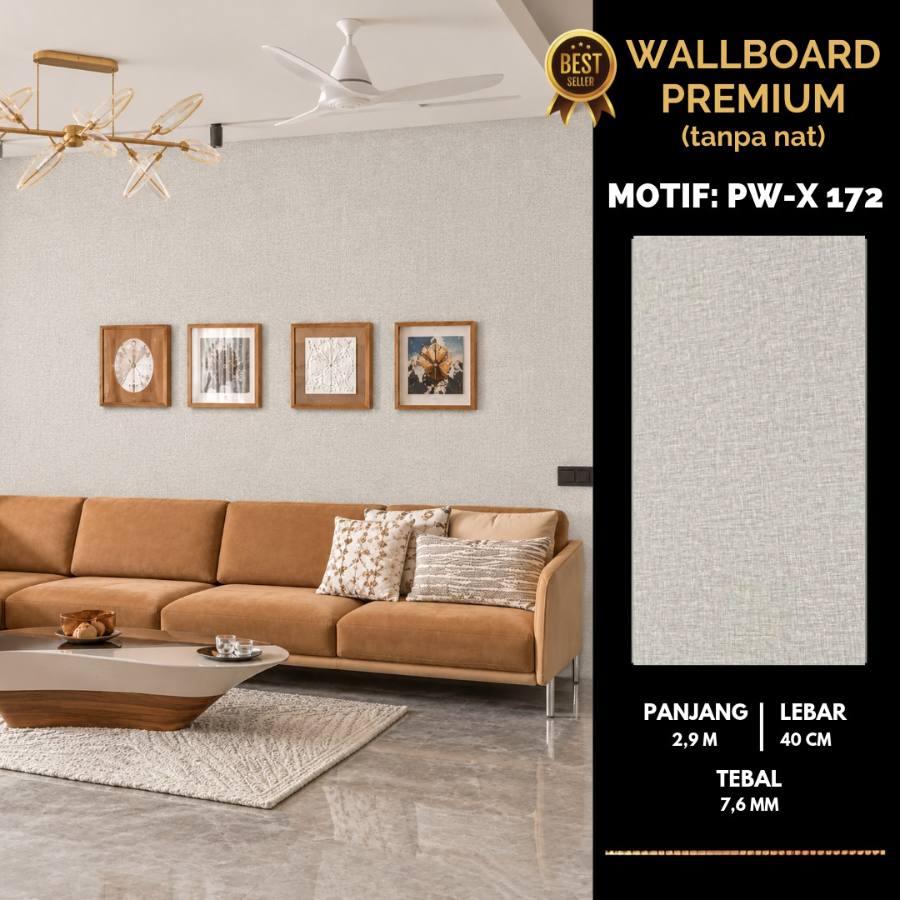 BEST
SELLER
WALLBOARD
PREMIUM
(tanpa nat)
MOTIF: PW-X 172
PANJANG
2,9 M
LEBAR
40 CM
TEBAL
7,6 MM